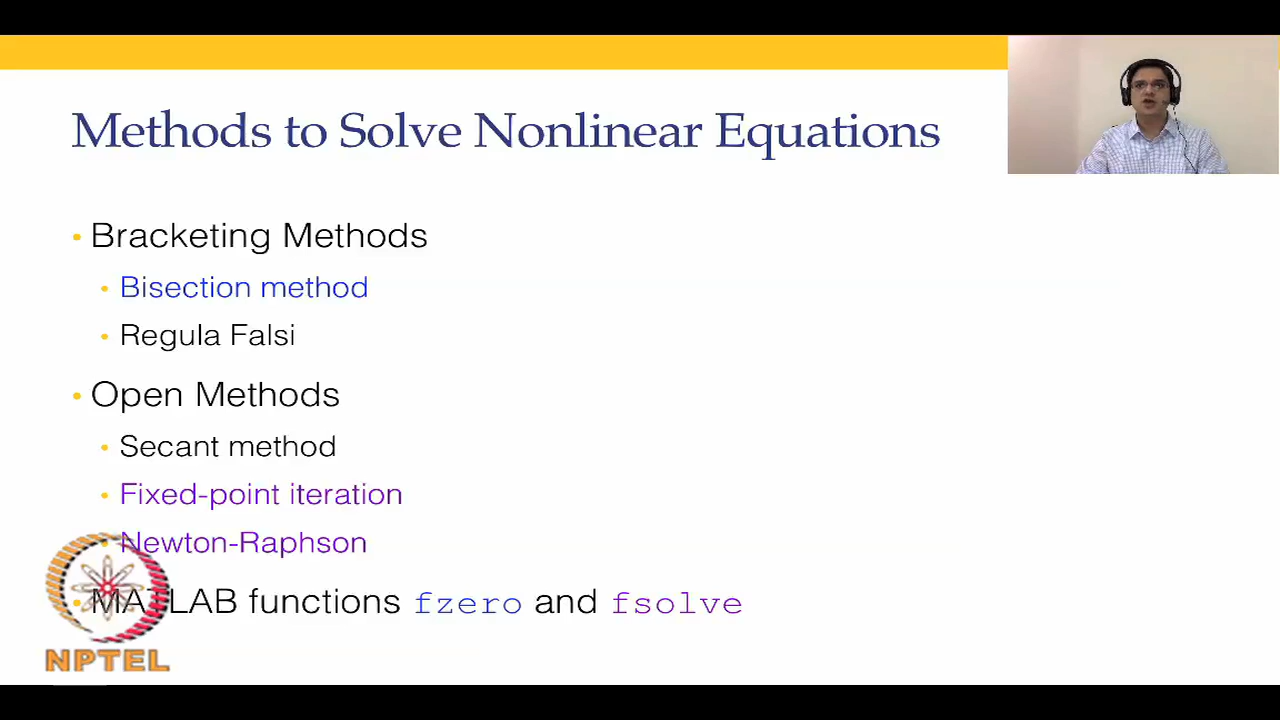 Methods to Solve Nonlinear Equations
• Bracketing Methods
• Bisection method
• Regula Falsi
• Open Methods
• Secant method
• Fixed-point iteration
• Newton-Raphson
• MATLAB functions fzero and fsolve
NPTEL